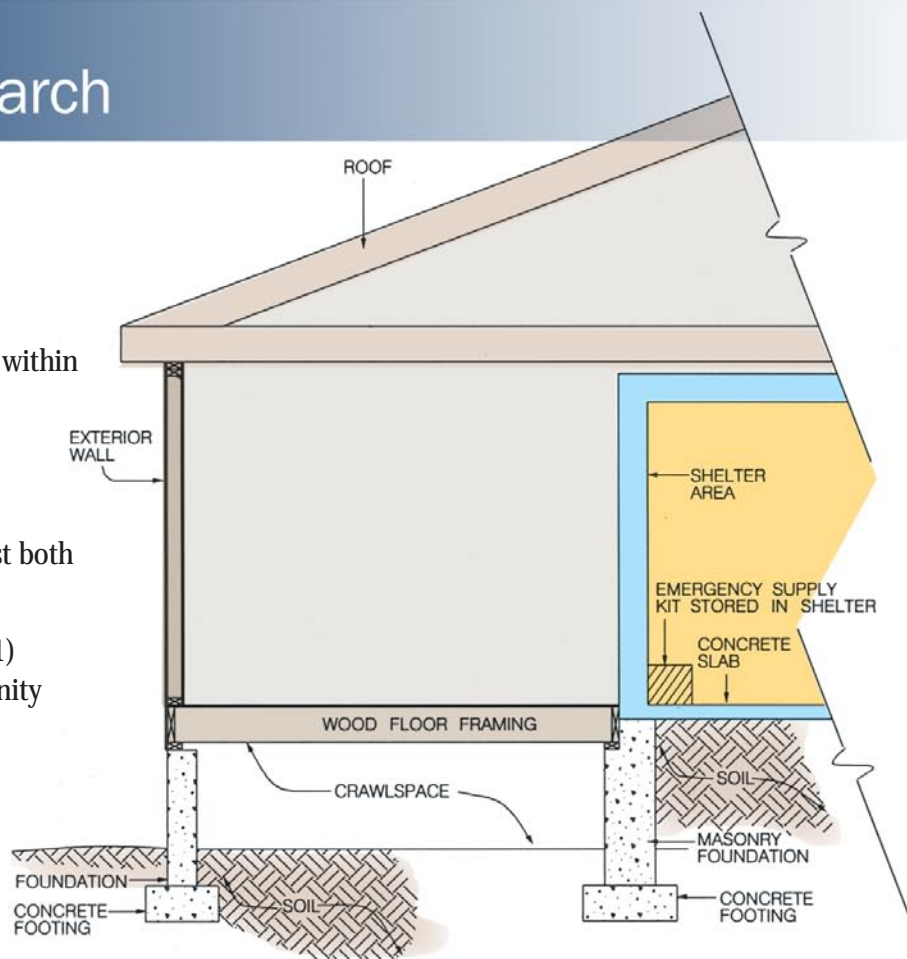 arch
within
st both
nity
ROOF
EXTERIOR
WALL
SHELTER
AREA
EMERGENCY SUPPLY
KIT STORED IN SHELTER
CONCRETE
SLAB
WOOD FLOOR FRAMING
CRAWLSPACE
SOIL
MASONRY
FOUNDATION
FOUNDATION
SOIL
CONCRETE
FOOTING
CONCRETE
FOOTING